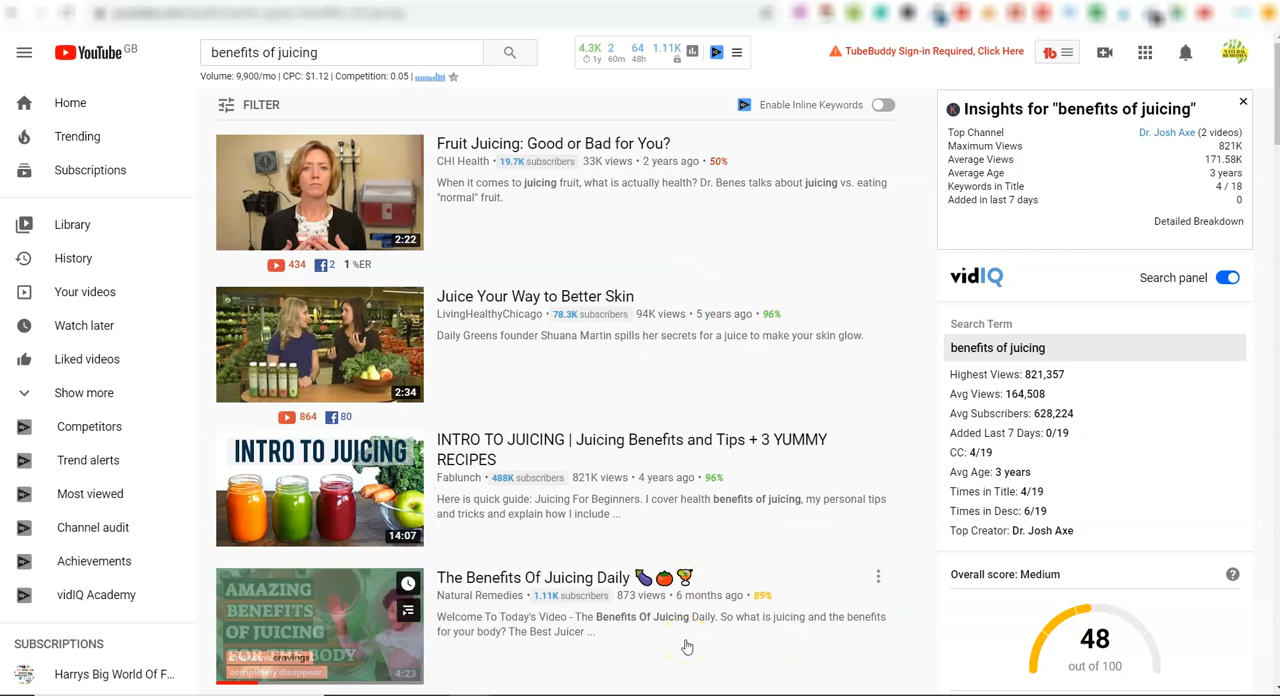 YouTube GB
benefits of juicing
4.3K 2 64 1.11K
1y 60m 48h
TubeBuddy Sign-in Required, Click Here
Volume: 9,900/mo | CPC: $1.12 | Competition: 0.05 |
Home
Trending
Subscriptions
Library
History
Your videos
Watch later
Liked videos
Show more
Competitors
Trend alerts
Most viewed
Channel audit
Achievements
vidIQ Academy
SUBSCRIPTIONS
Harrys Big World Of F...
FILTER
Enable Inline Keywords
2:22
434 2 1 %ER
Fruit Juicing: Good or Bad for You?
CHI Health • 19.7K subscribers 33K views • 2 years ago • 50%
When it comes to juicing fruit, what is actually health? Dr. Benes talks about juicing vs. eating
"normal" fruit.
2:34
864 80
Juice Your Way to Better Skin
LivingHealthyChicago • 78.3K subscribers 94K views • 5 years ago • 96%
Daily Greens founder Shuana Martin spills her secrets for a juice to make your skin glow.
INTRO TO JUICING
14:07
INTRO TO JUICING | Juicing Benefits and Tips + 3 YUMMY
RECIPES
Fablunch • 488K subscribers 821K views • 4 years ago • 96%
Here is quick guide: Juicing For Beginners. I cover health benefits of juicing, my personal tips
and tricks and explain how I include ...
AMAZING
BENEFITS
OF JUICING
FOR THE BODY
cravings
completely disappear.
4:23
The Benefits Of Juicing Daily 🍆🍅🍹
Natural Remedies • 1.11K subscribers 873 views • 6 months ago • 89%
Welcome To Today's Video - The Benefits Of Juicing Daily. So what is juicing and the benefits
for your body? The Best Juicer ...
Insights for "benefits of juicing"
Top Channel Dr. Josh Axe (2 videos)
Maximum Views 821K
Average Views 171.58K
Average Age 3 years
Keywords in Title 4 / 18
Added in last 7 days 0
Detailed Breakdown
vidIQ Search panel
Search Term
benefits of juicing
Highest Views: 821,357
Avg Views: 164,508
Avg Subscribers: 628,224
Added Last 7 Days: 0/19
CC: 4/19
Avg Age: 3 years
Times in Title: 4/19
Times in Desc: 6/19
Top Creator: Dr. Josh Axe
Overall score: Medium
48
out of 100